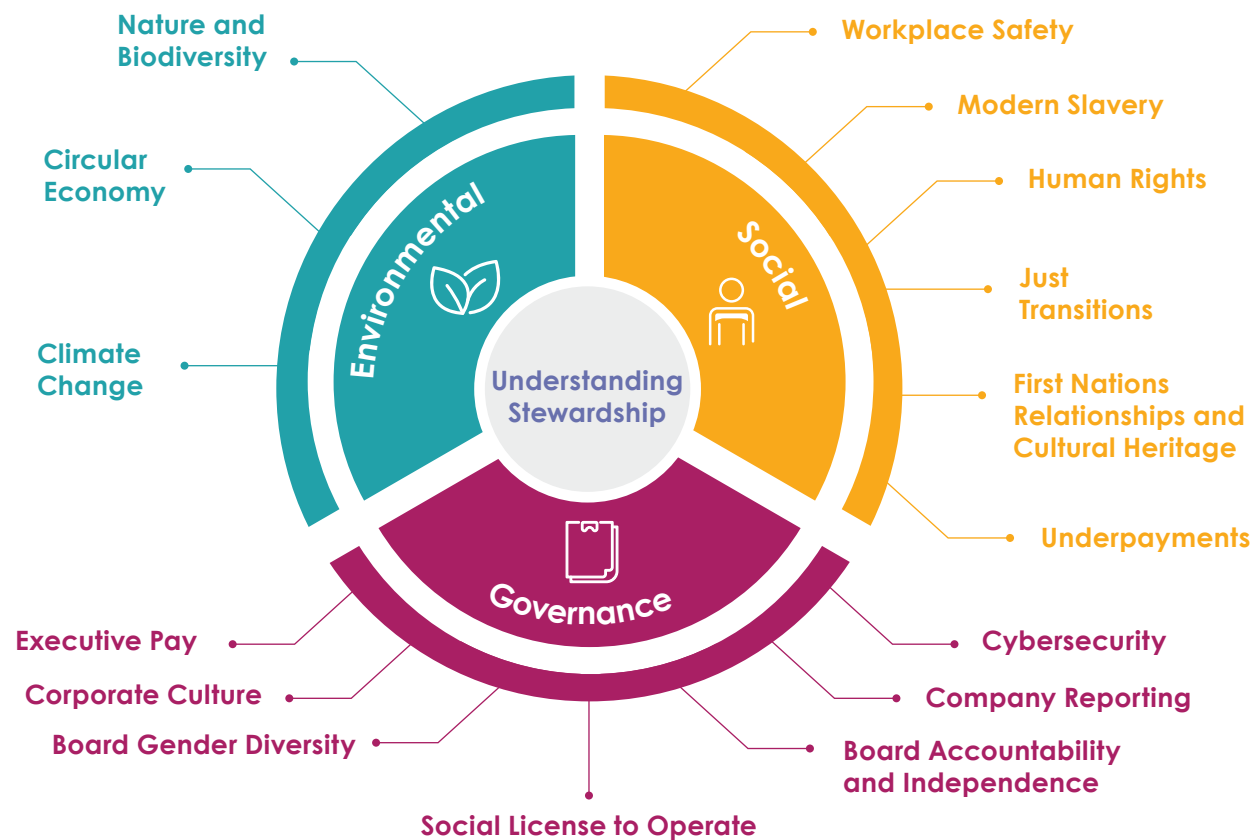 Nature and
Biodiversity
Circular
Economy
Climate
Change
Environmental
Social
Understanding
Stewardship
Governance
Workplace Safety
Modern Slavery
Human Rights
Just
Transitions
First Nations
Relationships and
Cultural Heritage
Underpayments
Executive Pay
Corporate Culture
Board Gender Diversity
Social License to Operate
Cybersecurity
Company Reporting
Board Accountability
and Independence